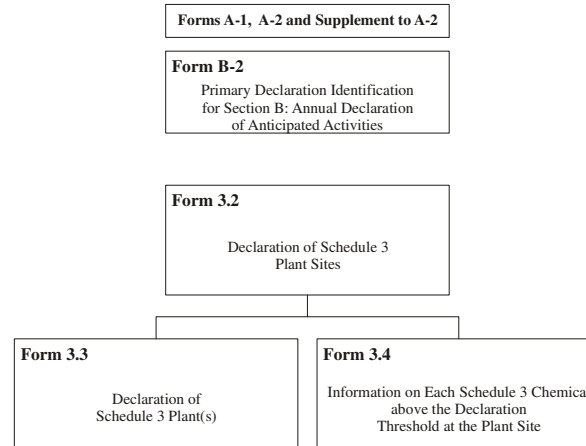 Forms A-1, A-2 and Supplement to A-2
Form B-2
Primary Declaration Identification
for Section B: Annual Declaration
of Anticipated Activities
Form 3.2
Declaration of Schedule 3
Plant Sites
Form 3.3
Declaration of
Schedule 3 Plant(s)
Form 3.4
Information on Each Schedule 3 Chemical
above the Declaration
Threshold at the Plant Site